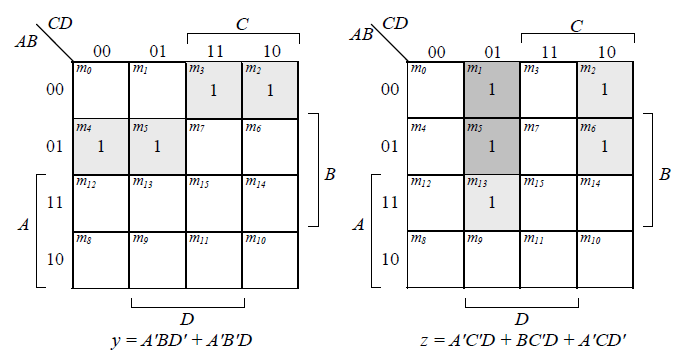 CD
AB
C
00 01 11 10
00 m0 m1 m3 1 m2 1
01 m4 1 m5 1 m7 m6
B
11 m12 m13 m15 m14
A
10 m8 m9 m11 m10
D
y = A'BD' + A'B'D
CD
AB
C
00 01 11 10
00 m0 m1 1 m3 m2 1
01 m4 m5 1 m7 m6 1
B
11 m12 m13 1 m15 m14
A
10 m8 m9 m11 m10
D
z = A'C'D + BC'D + A'CD'